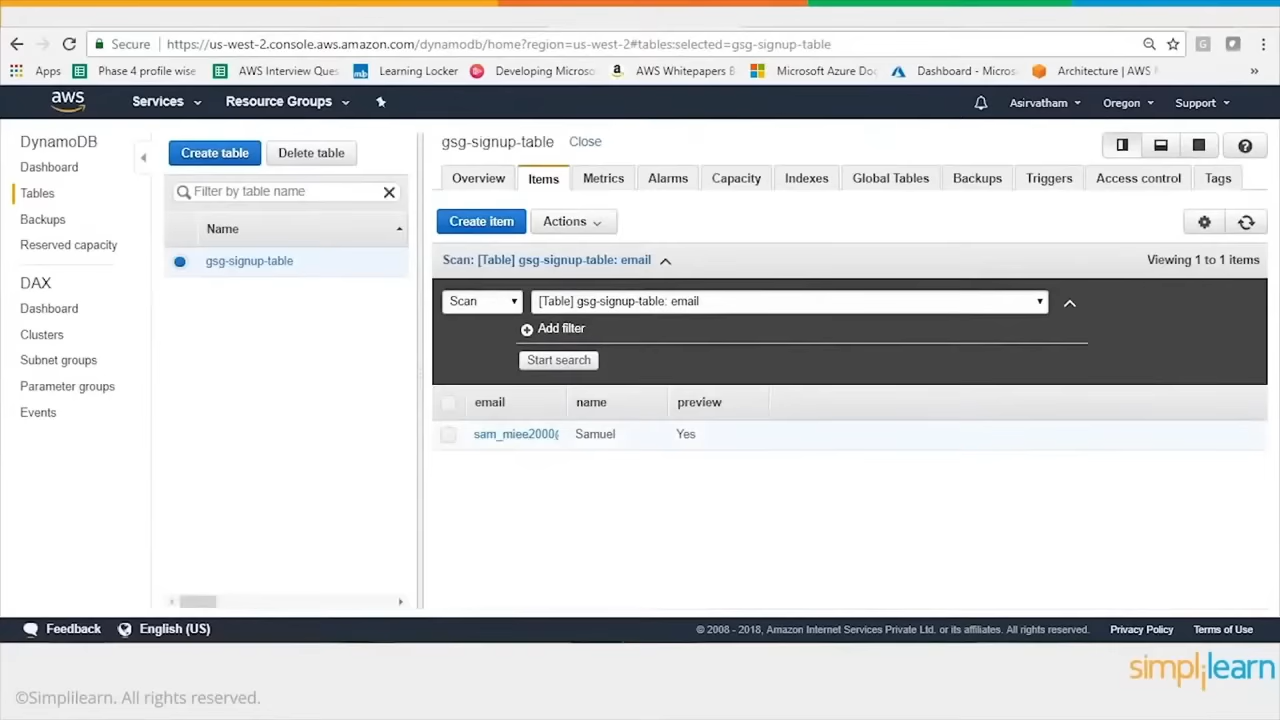 Secure
https://us-west-2.console.aws.amazon.com/dynamodb/home?region=us-west-2#tables:selected=gsg-signup-table
Apps
Phase 4 profile wise
AWS Interview Ques
Learning Locker
Developing Microso
AWS Whitepapers
Microsoft Azure Doc
Dashboard - Micros
Architecture | AWS
»
aws
Services
Resource Groups
Asirvatham
Oregon
Support
DynamoDB
Dashboard
Tables
Backups
Reserved capacity
DAX
Dashboard
Clusters
Subnet groups
Parameter groups
Events
Create table
Delete table
Filter by table name
Name
gsg-signup-table
gsg-signup-table
Close
Overview
Items
Metrics
Alarms
Capacity
Indexes
Global Tables
Backups
Triggers
Access control
Tags
Create item
Actions
Scan: [Table] gsg-signup-table: email
Viewing 1 to 1 items
Scan
[Table] gsg-signup-table: email
Add filter
Start search
email name preview
sam_miee2000@ Samuel Yes
Feedback
English (US)
© 2008 - 2018, Amazon Internet Services Private Ltd. or its affiliates. All rights reserved.
Privacy Policy
Terms of Use
©Simplilearn. All rights reserved.
simplilearn